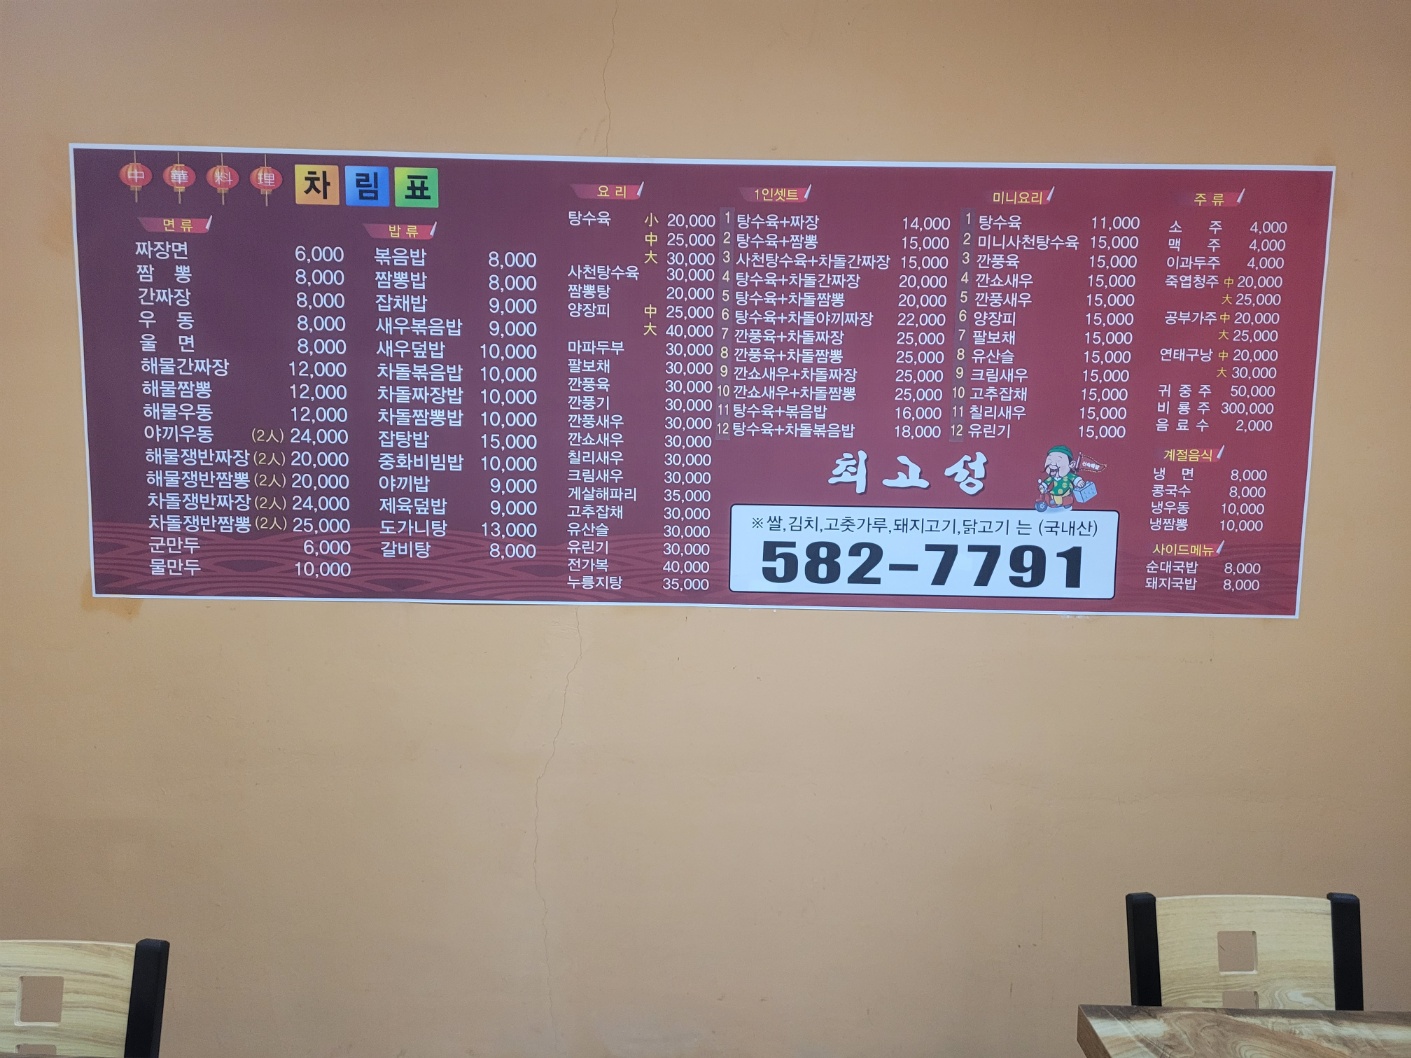 中華料理 차림표
면 류
짜장면 6,000
짬 뽕 8,000
간짜장 8,000
우 동 8,000
울 면 8,000
해물간짜장 12,000
해물짬뽕 12,000
해물우동 12,000
야끼우동 (2人) 24,000
해물쟁반짜장 (2人) 20,000
해물쟁반짬뽕 (2人) 20,000
차돌쟁반짜장 (2人) 24,000
차돌쟁반짬뽕 (2人) 25,000
군만두 6,000
물만두 10,000
밥 류
볶음밥 8,000
짬뽕밥 8,000
잡채밥 9,000
새우볶음밥 9,000
새우덮밥 10,000
차돌볶음밥 10,000
차돌짜장밥 10,000
차돌짬뽕밥 10,000
잡탕밥 15,000
중화비빔밥 10,000
야끼밥 9,000
제육덮밥 9,000
도가니탕 13,000
갈비탕 8,000
요 리
탕수육 小 20,000
中 25,000
大 30,000
사천탕수육 30,000
짬뽕탕 20,000
양장피 中 25,000
大 40,000
마파두부 30,000
팔보채 30,000
깐풍육 30,000
깐풍기 30,000
깐풍새우 30,000
깐쇼새우 30,000
칠리새우 30,000
크림새우 30,000
게살해파리 35,000
고추잡채 30,000
유산슬 30,000
유린기 30,000
전가복 40,000
누룽지탕 35,000
1인셋트
1 탕수육+짜장 14,000
2 탕수육+짬뽕 15,000
3 사천탕수육+차돌간짜장 15,000
4 탕수육+차돌간짜장 20,000
5 탕수육+차돌짬뽕 20,000
6 탕수육+차돌야끼짜장 22,000
7 깐풍육+차돌짜장 25,000
8 깐풍육+차돌짬뽕 25,000
9 깐쇼새우+차돌짜장 25,000
10 깐쇼새우+차돌짬뽕 25,000
11 탕수육+볶음밥 16,000
12 탕수육+차돌볶음밥 18,000
미니요리
1 탕수육 11,000
2 미니사천탕수육 15,000
3 깐풍육 15,000
4 깐쇼새우 15,000
5 깐풍새우 15,000
6 양장피 15,000
7 팔보채 15,000
8 유산슬 15,000
9 크림새우 15,000
10 고추잡채 15,000
11 칠리새우 15,000
12 유린기 15,000
주 류
소 주 4,000
맥 주 4,000
이과두주 4,000
죽엽청주 中 20,000
大 25,000
공부가주 中 20,000
大 25,000
연태구냥 中 20,000
大 30,000
귀 중 주 50,000
비 룡 주 300,000
음 료 수 2,000
계절음식
냉 면 8,000
콩국수 8,000
냉우동 10,000
냉짬뽕 10,000
사이드메뉴
순대국밥 8,000
돼지국밥 8,000
최고성
※쌀,김치,고춧가루,돼지고기,닭고기 는 (국내산)
582-7791